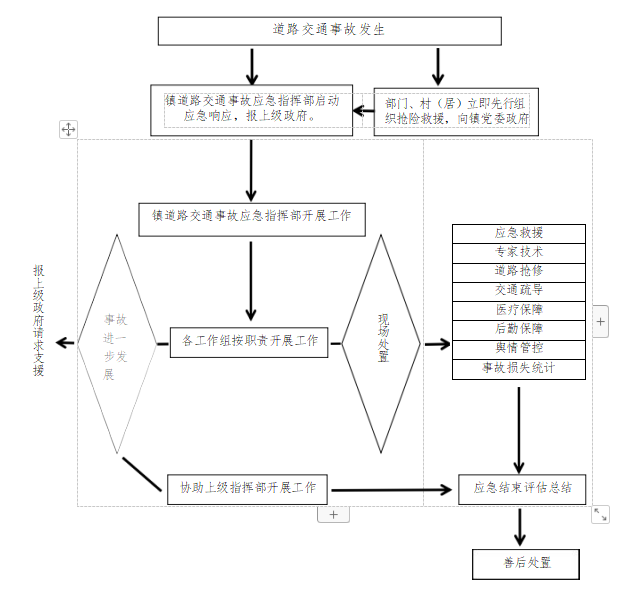 道路交通事故发生
镇道路交通事故应急指挥部启动
应急响应，报上级政府。
部门、村（居）立即先行组
织抢险救援，向镇党委政府
镇道路交通事故应急指挥部开展工作
报上级政府请求支援
事故
进一
步发
展
各工作组按职责开展工作
现场处置
应急救援
专家技术
道路抢修
交通疏导
医疗保障
后勤保障
舆情管控
事故损失统计
协助上级指挥部开展工作
应急结束评估总结
善后处置